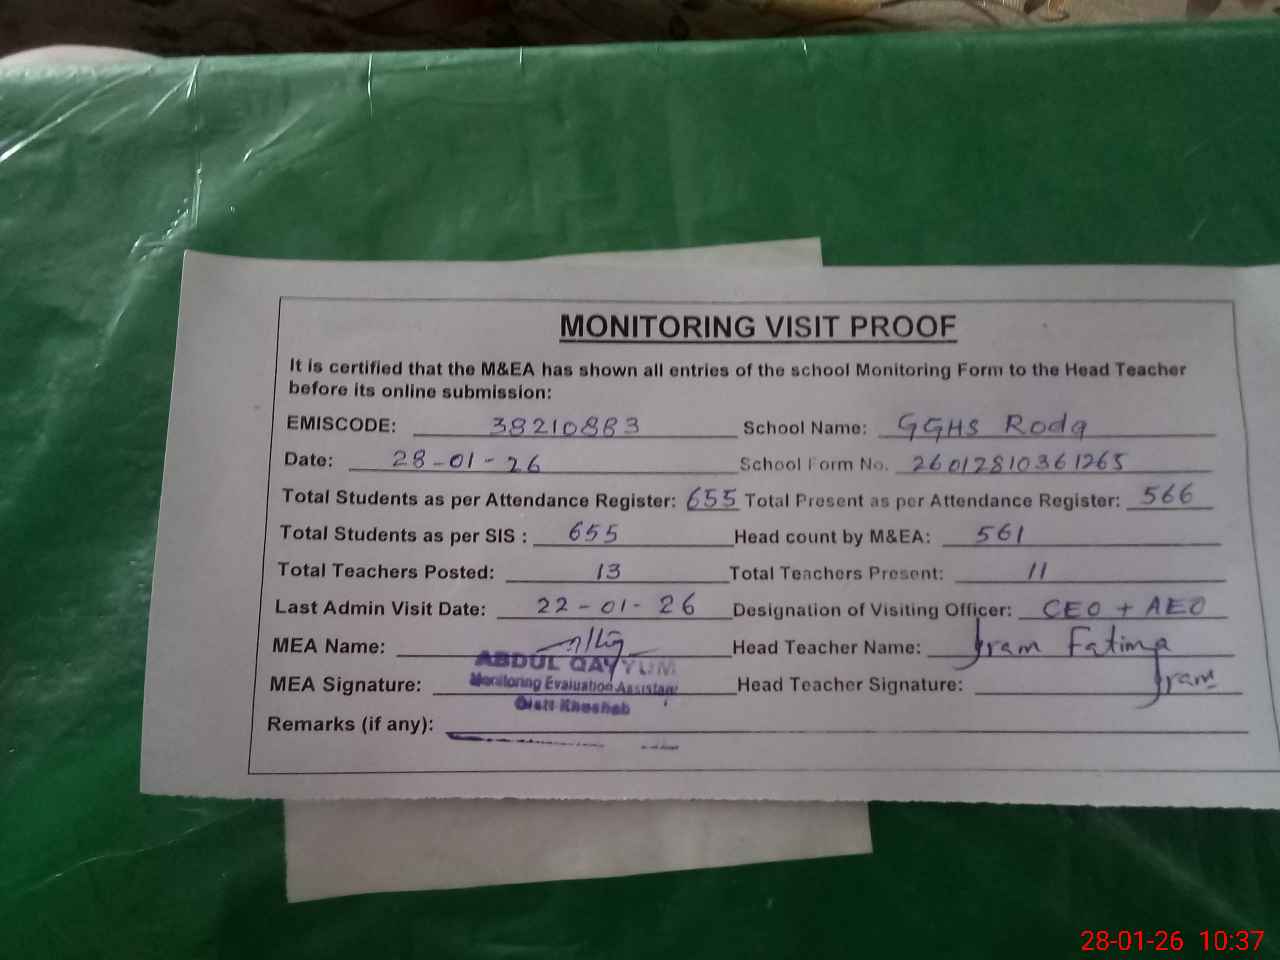 MONITORING VISIT PROOF
It is certified that the M&EA has shown all entries of the school Monitoring Form to the Head Teacher
before its online submission:
EMISCODE: 38210883 School Name: GGHS Roda
Date: 28-01-26 School Form No. 26012810361265
Total Students as per Attendance Register: 655 Total Present as per Attendance Register: 566
Total Students as per SIS : 655 Head count by M&EA: 561
Total Teachers Posted: 13 Total Teachers Present: 11
Last Admin Visit Date: 22-01-26 Designation of Visiting Officer: CEO + AEO
MEA Name: Head Teacher Name: Iram Fatima
ABDUL QAYYUM
MEA Signature: Monitoring Evaluation Assistant Head Teacher Signature: Iram
Distt Khushab
Remarks (if any):
28-01-26 10:37